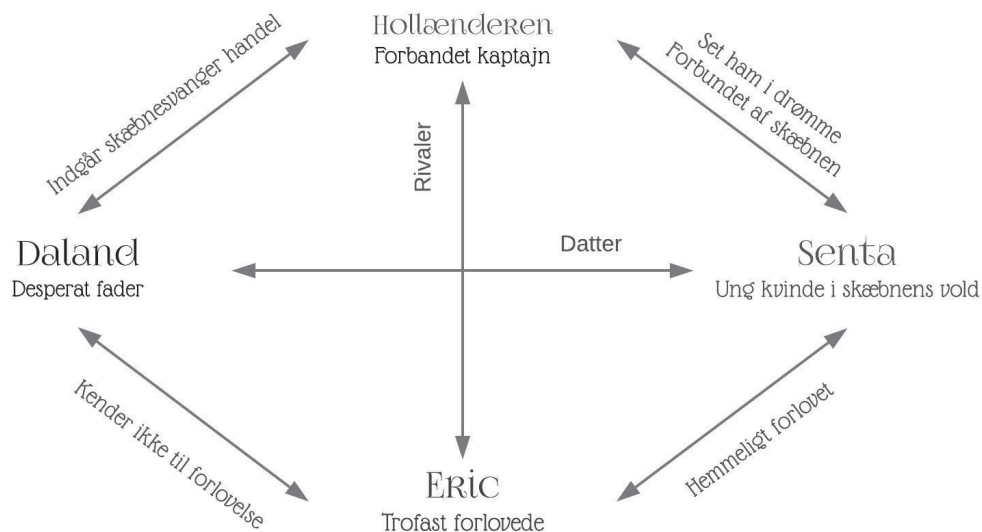 Hollænderen
Forbandet kaptajn
Indgår skæbnesvanger handel
Set ham i drømme
Forbundet af skæbnen
Rivaler
Daland
Desperat fader
Datter
Senta
Ung kvinde i skæbnens vold
Kender ikke til forlovelse
Hemmeligt forlovet
Eric
Trofast forlovede